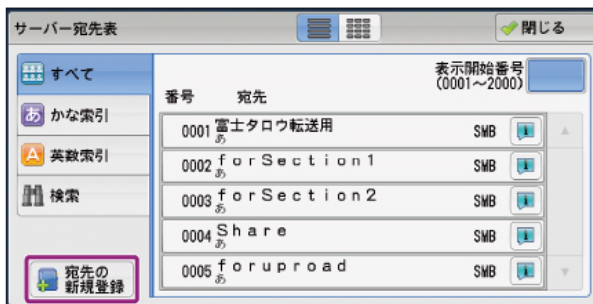 サーバー宛先表
閉じる
すべて
かな索引
英数索引
検索
宛先の
新規登録
表示開始番号
(0001～2000)
番号 宛先
0001 富士タロウ転送用 SMB
あ
0002 forSection1 SMB
あ
0003 forSection2 SMB
あ
0004 Share SMB
あ
0005 foruproad SMB
あ